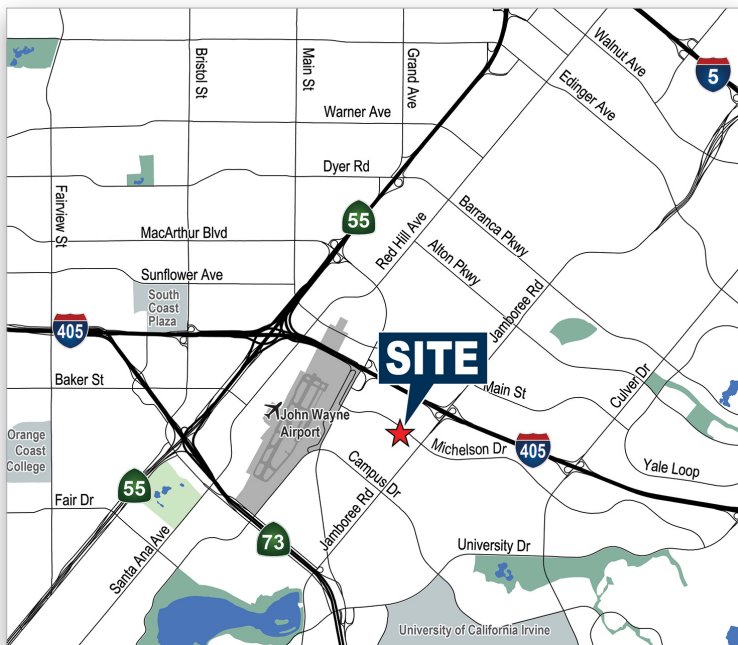 Walnut Ave
5
Bristol St
Main St
Grand Ave
Edinger Ave
Warner Ave
Dyer Rd
Fairview St
55
Barranca Pkwy
MacArthur Blvd
Red Hill Ave
Alton Pkwy
Sunflower Ave
South
Coast
Plaza
Jamboree Rd
405
SITE
Baker St
Main St
Culver Dr
John Wayne
Airport
Orange
Coast
College
Michelson Dr
405
Campus Dr
Yale Loop
55
Fair Dr
Jamboree Rd
73
Santa Ana Ave
University Dr
University of California Irvine